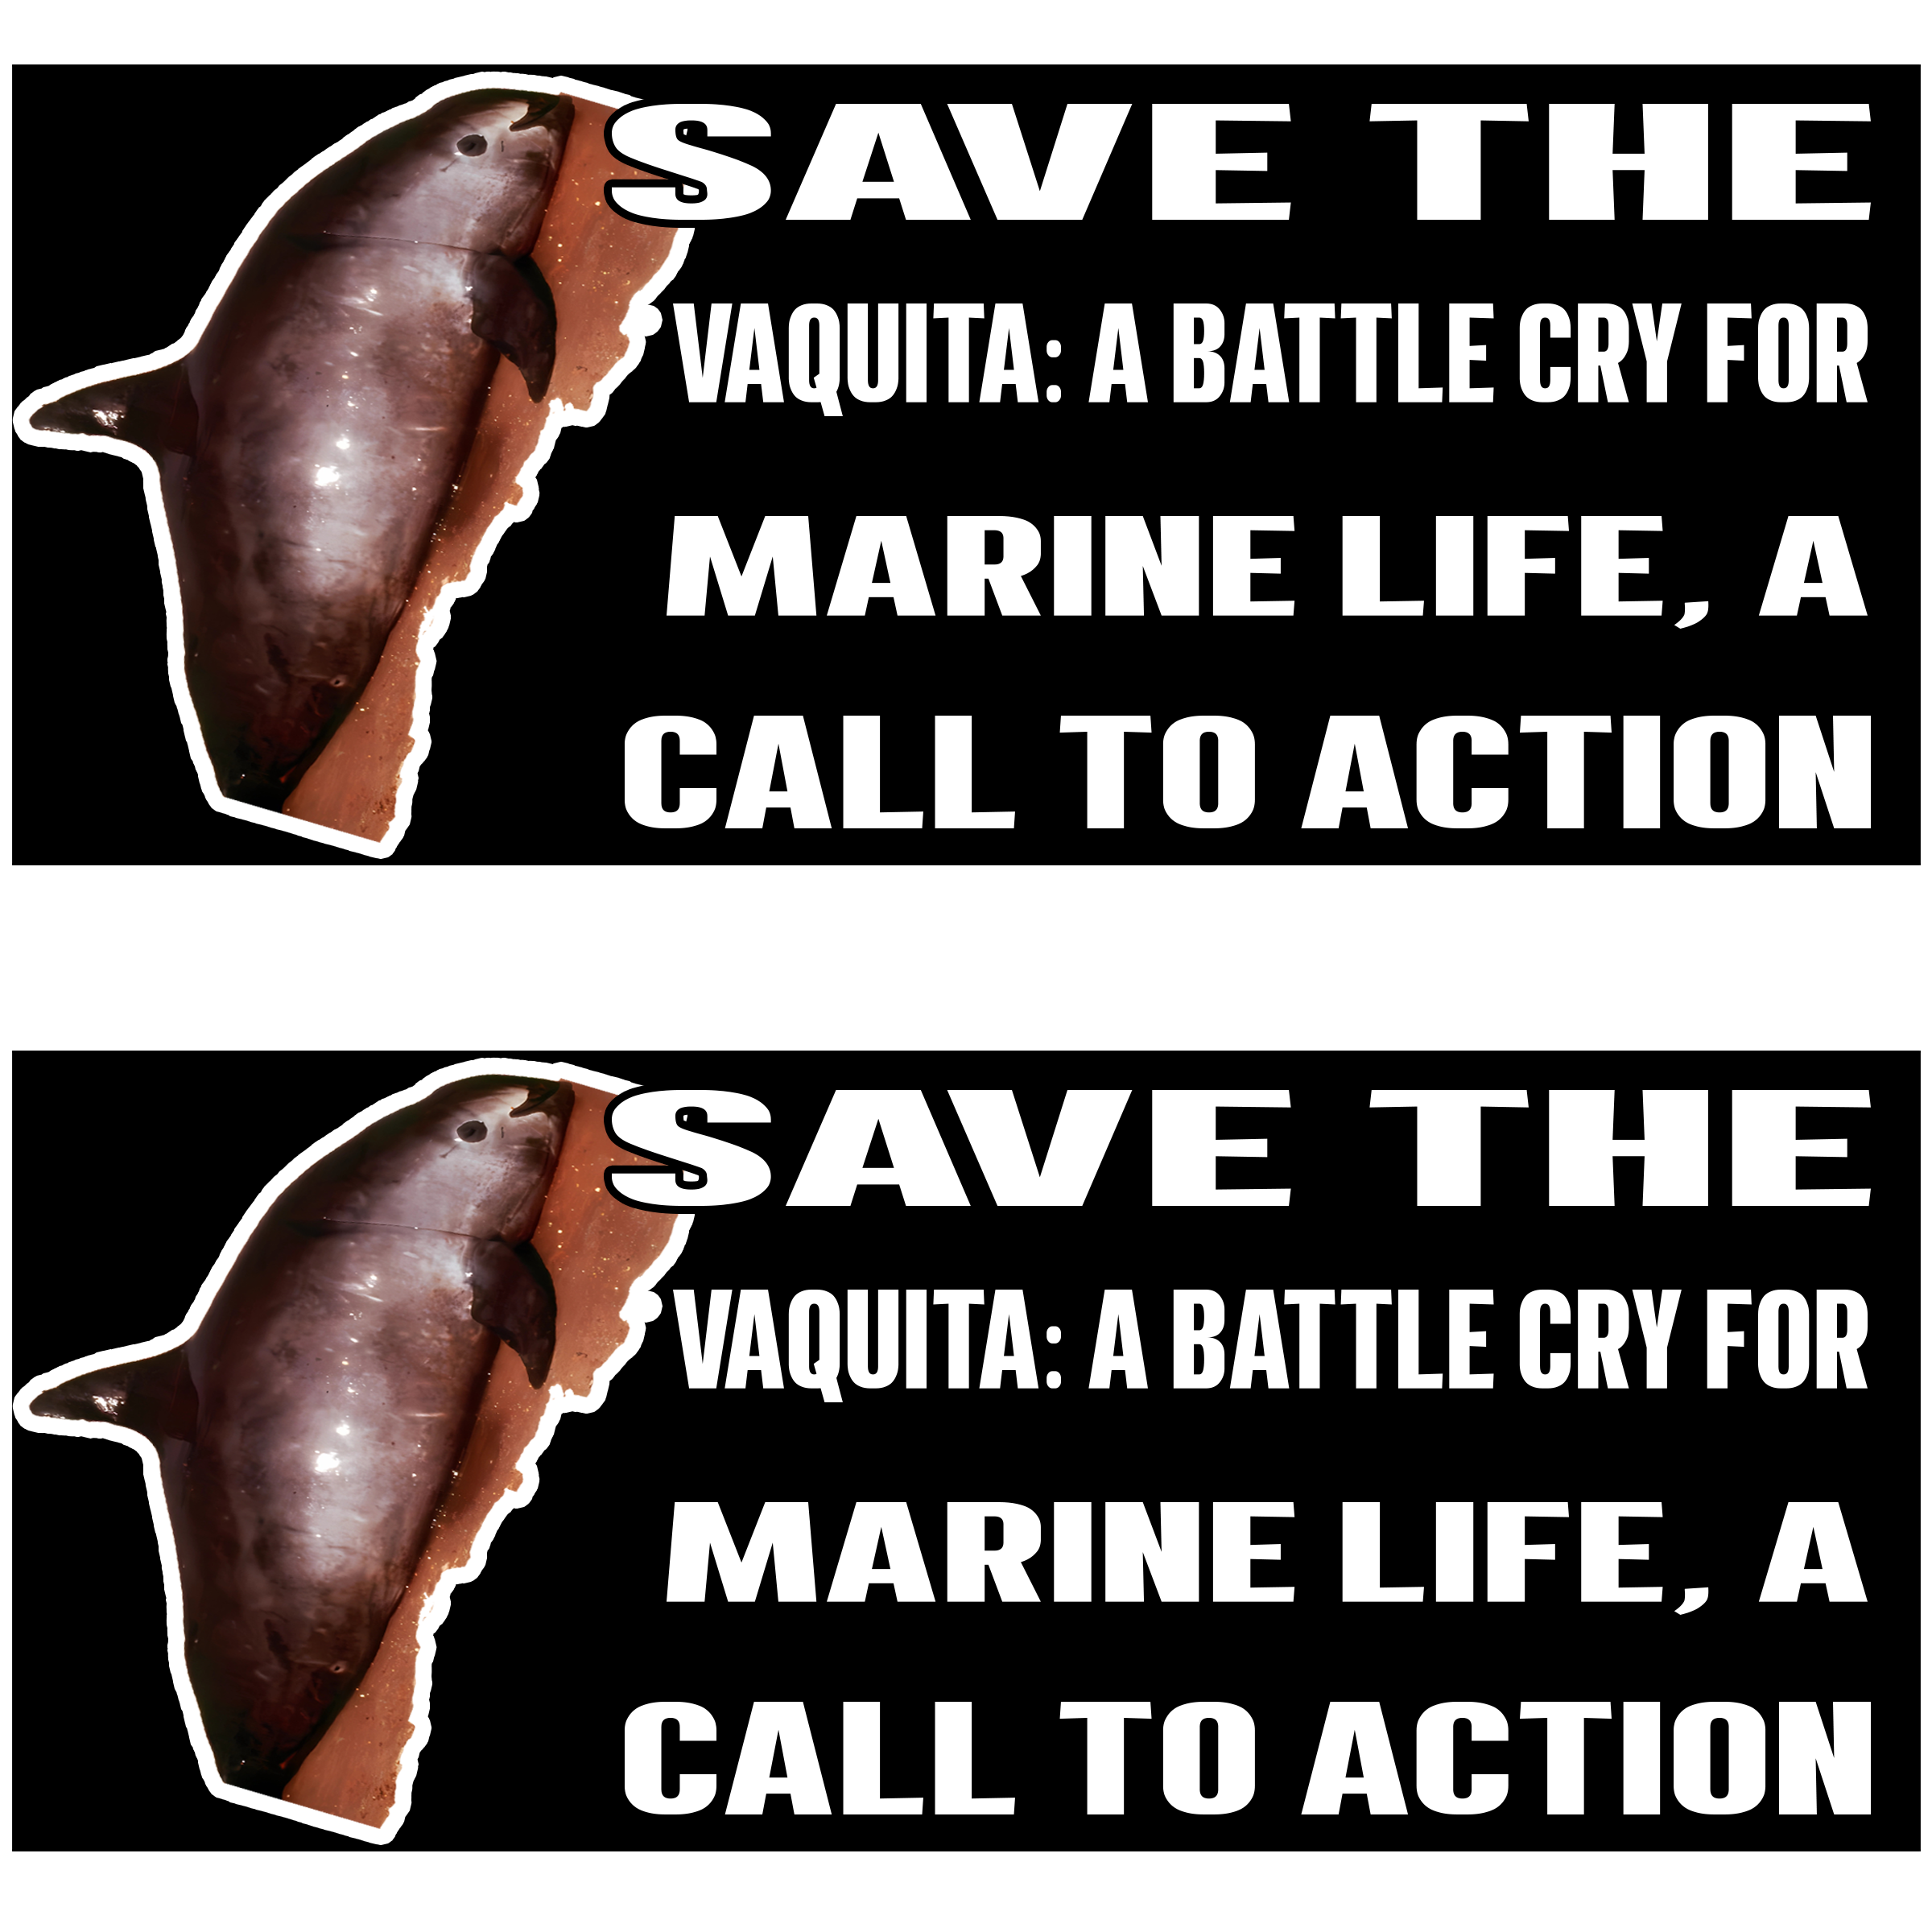 SAVE THE
VAQUITA: A BATTLE CRY FOR
MARINE LIFE, A
CALL TO ACTION
SAVE THE
VAQUITA: A BATTLE CRY FOR
MARINE LIFE, A
CALL TO ACTION